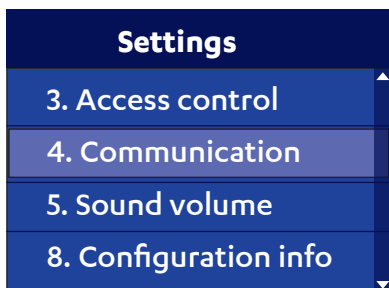 Settings
3. Access control
4. Communication
5. Sound volume
8. Configuration info